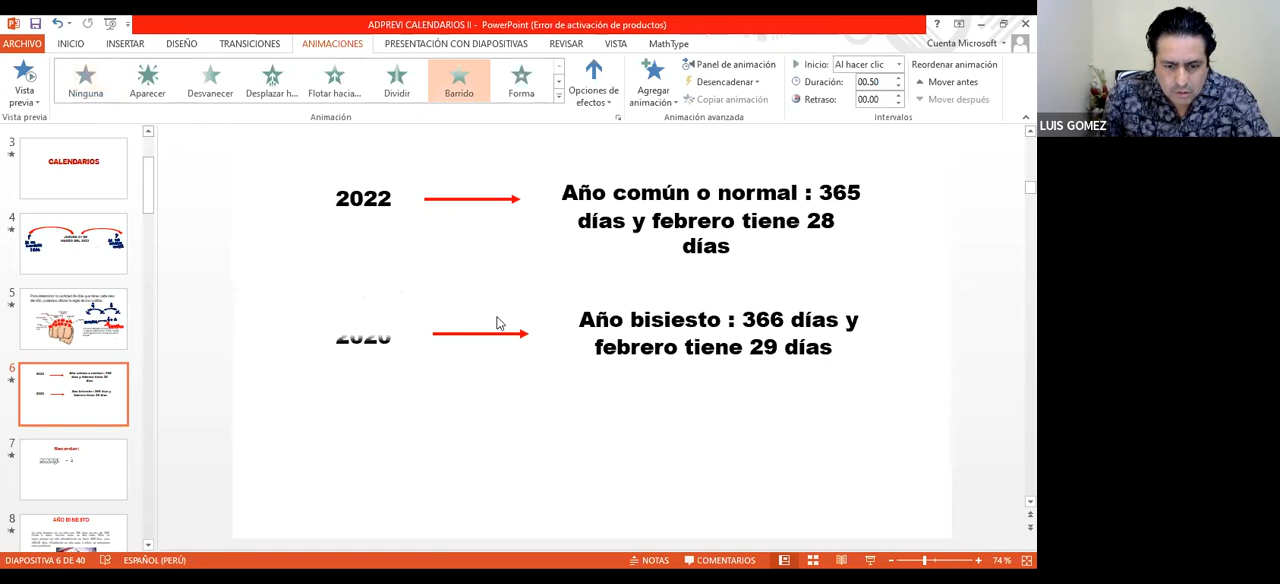 ADPREVI CALENDARIOS II - PowerPoint (Error de activación de productos)
ARCHIVO INICIO INSERTAR DISEÑO TRANSICIONES ANIMACIONES PRESENTACIÓN CON DIAPOSITIVAS REVISAR VISTA MathType Cuenta Microsoft
Vista previa
Ninguna Aparecer Desvanecer Desplazar h... Flotar hacia... Dividir Barrido Forma
Opciones de efectos
Agregar animación
Panel de animación
Desencadenar
Copiar animación
Inicio: Al hacer clic
Duración: 00.50
Retraso: 00.00
Reordenar animación
Mover antes
Mover después
Vista previa Animación Animación avanzada Intervalos
LUIS GOMEZ
3
CALENDARIOS
4
5
6
7
Recordar:
8
AÑO BISIESTO
2022
Año común o normal : 365
días y febrero tiene 28
días
2020
Año bisiesto : 366 días y
febrero tiene 29 días
DIAPOSITIVA 6 DE 40 ESPAÑOL (PERÚ) NOTAS COMENTARIOS 74 %